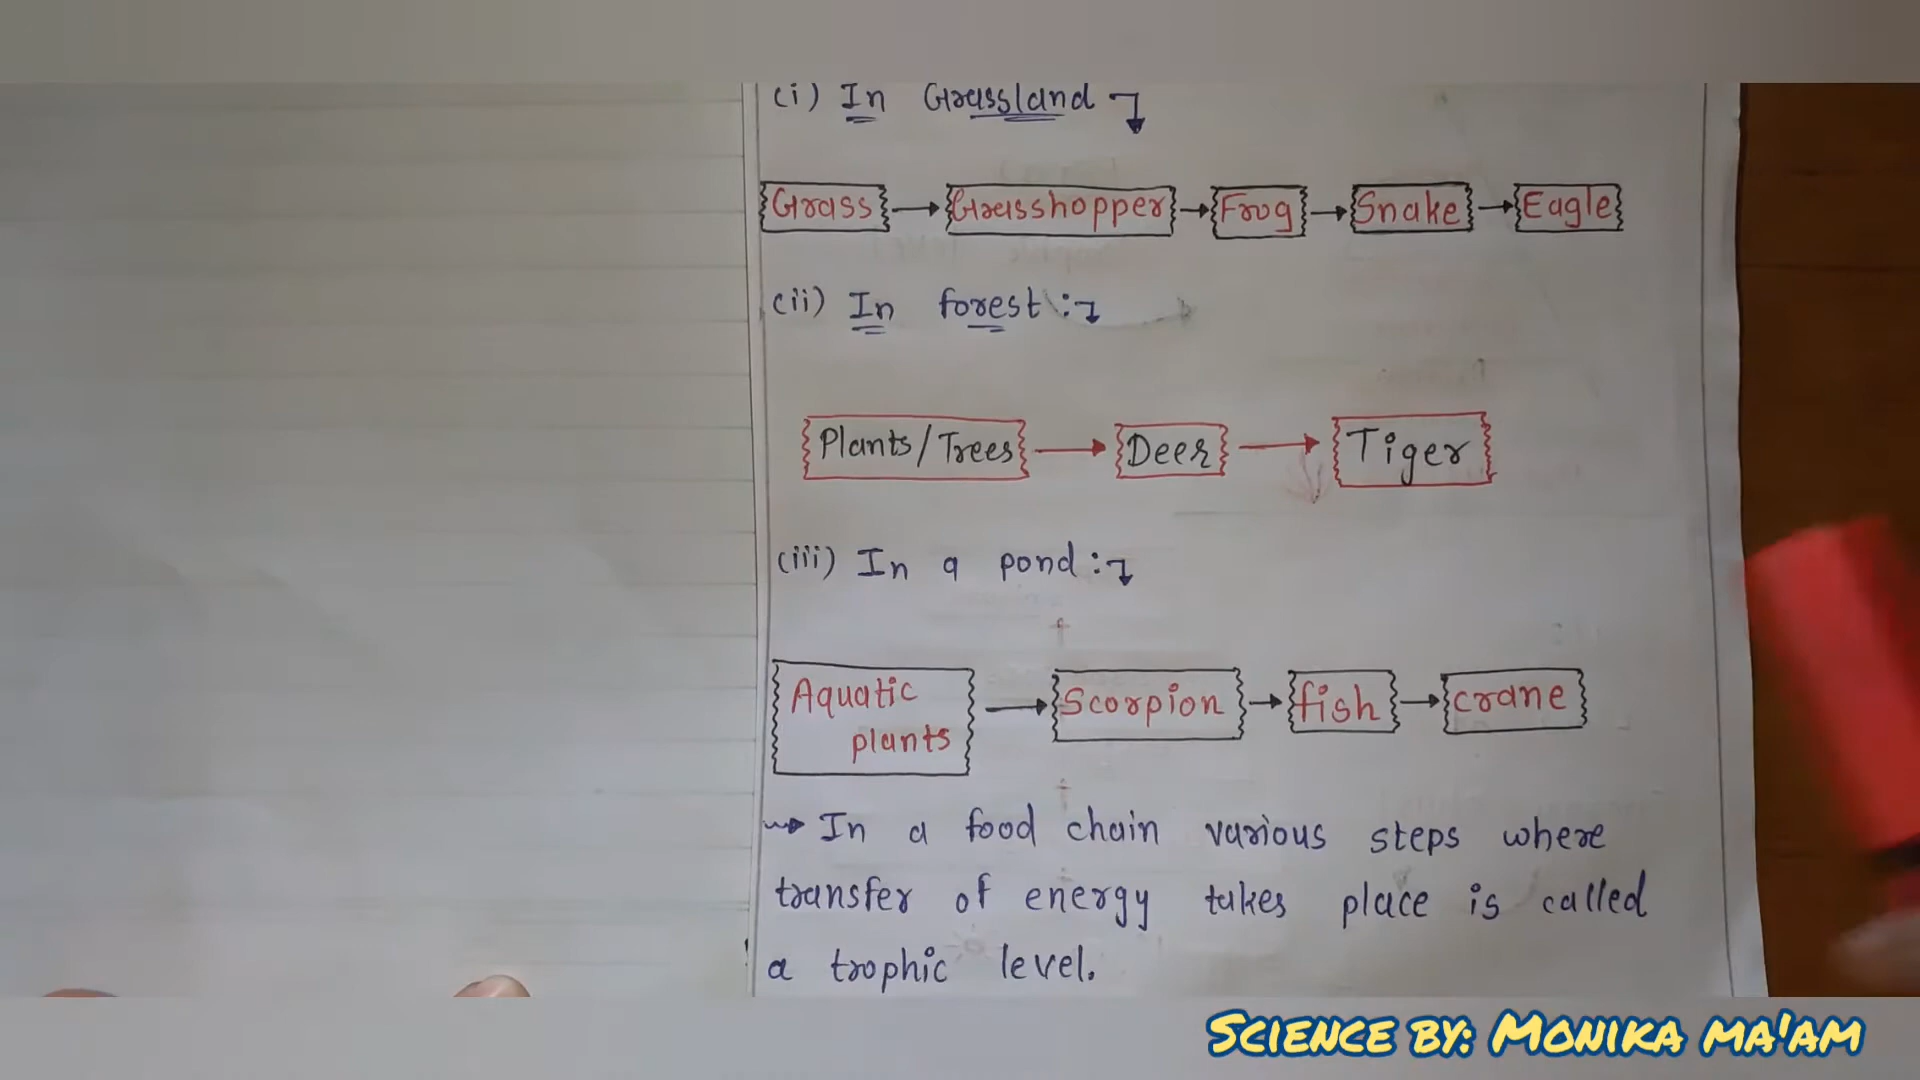 (i) In Grassland
Grass → Grasshopper → Frog → Snake → Eagle
(ii) In forest :
Plants/Trees → Deer → Tiger
(iii) In a pond :
Aquatic plants → Scorpion → fish → crane
→ In a food chain various steps where
transfer of energy takes place is called
a trophic level.
Science by: Monika ma'am